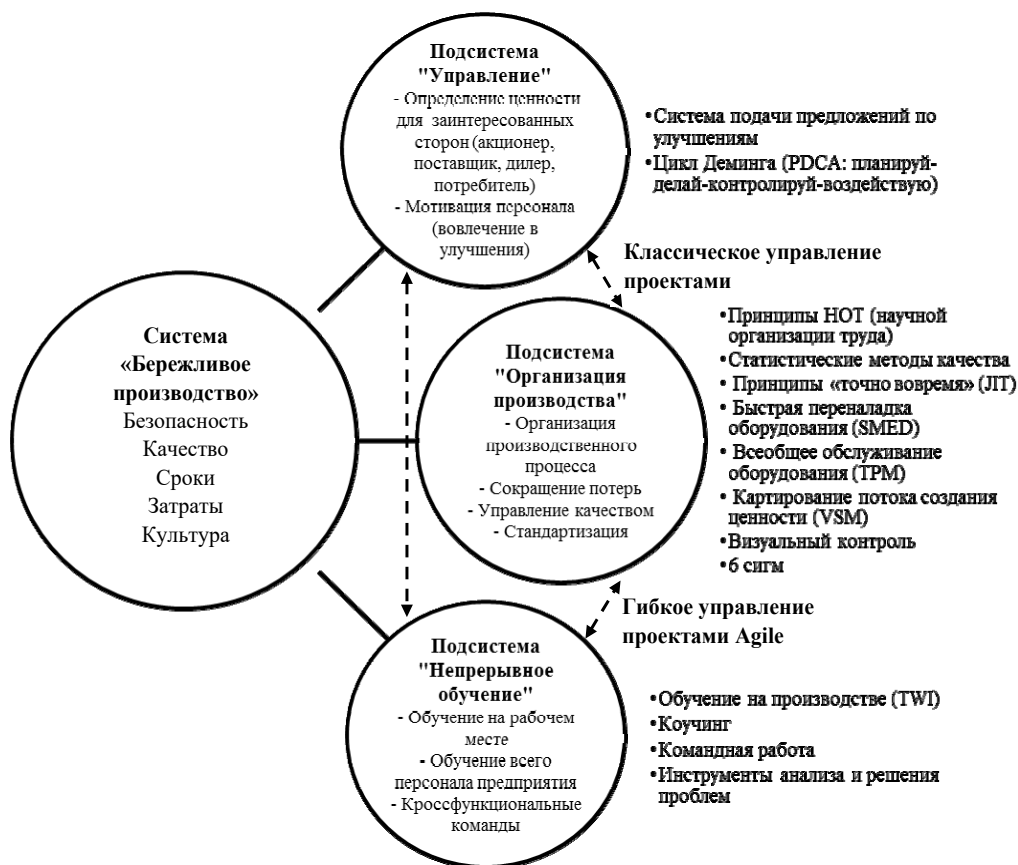 Подсистема
"Управление"
- Определение ценности
для заинтересованных
сторон (акционер,
поставщик, дилер,
потребитель)
- Мотивация персонала
(вовлечение в
улучшения)
•Система подачи предложений по
улучшениям
•Цикл Деминга (PDCA: планируй-
делай-контролируй-воздействую)
Классическое управление
проектами
Система
«Бережливое
производство»
Безопасность
Качество
Сроки
Затраты
Культура
Подсистема
"Организация
производства"
- Организация
производственного
процесса
- Сокращение потерь
- Управление качеством
- Стандартизация
•Принципы НОТ (научной
организации труда)
•Статистические методы качества
• Принципы «точно вовремя» (JIT)
• Быстрая переналадка
оборудования (SMED)
• Всеобщее обслуживание
оборудования (TPM)
• Картирование потока создания
ценности (VSM)
•Визуальный контроль
•6 сигм
Гибкое управление
проектами Agile
Подсистема
"Непрерывное
обучение"
- Обучение на рабочем
месте
- Обучение всего
персонала предприятия
- Кроссфункциональные
команды
•Обучение на производстве (TWI)
•Коучинг
•Командная работа
•Инструменты анализа и решения
проблем